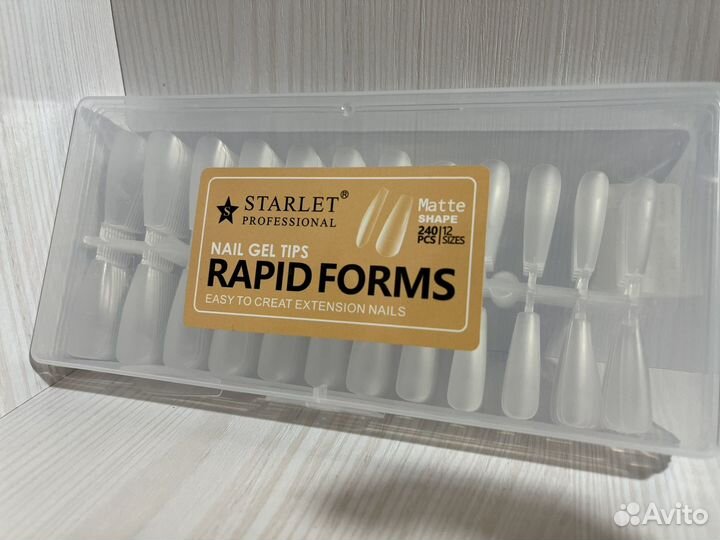 S
STARLET®
PROFESSIONAL
Matte
SHAPE
240 PCS | 12 SIZES
NAIL GEL TIPS
RAPID FORMS
EASY TO CREAT EXTENSION NAILS
Avito